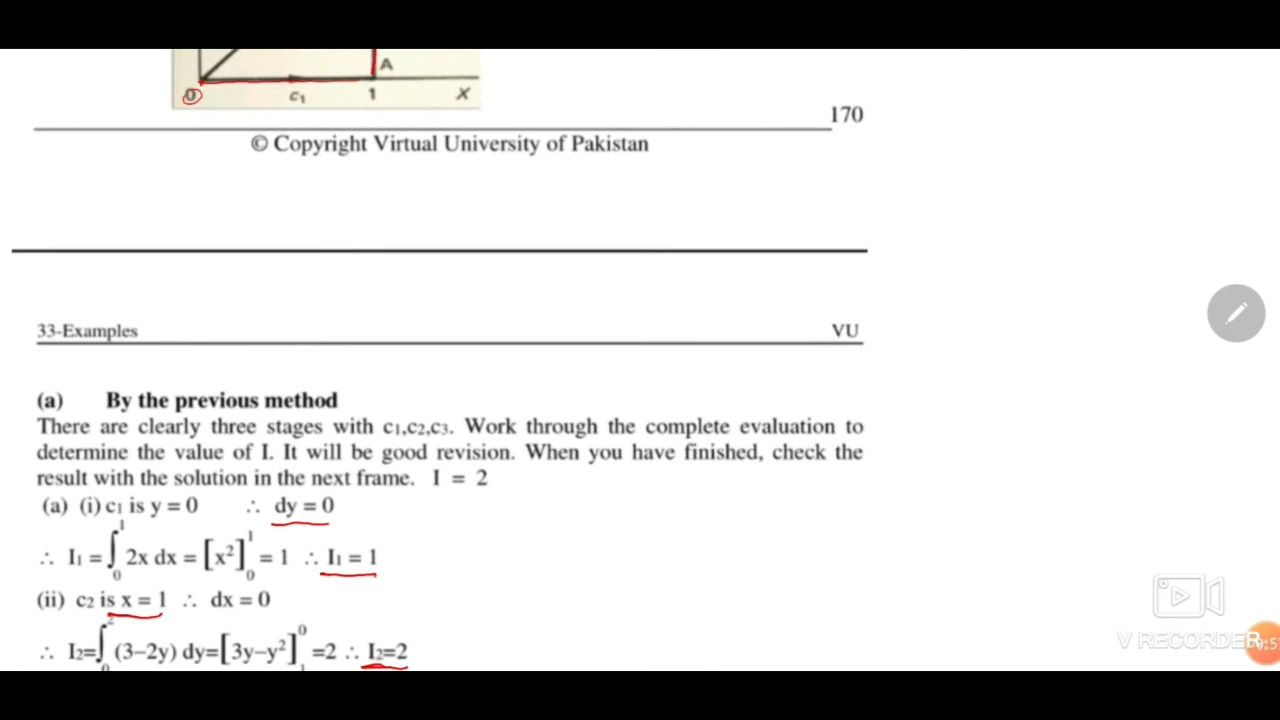 A
0 c₁ 1 X
170
© Copyright Virtual University of Pakistan
33-Examples VU
(a) By the previous method
There are clearly three stages with c₁,c₂,c₃. Work through the complete evaluation to
determine the value of I. It will be good revision. When you have finished, check the
result with the solution in the next frame. I = 2
(a) (i) c₁ is y = 0 ∴ dy = 0
∴ I₁ = ∫₀¹ 2x dx = [x²]₀¹ = 1 ∴ I₁ = 1
(ii) c₂ is x = 1 ∴ dx = 0
∴ I₂=∫₀² (3–2y) dy=[3y–y²]⁰₁ =2 ∴ I₂=2
V RECORDER